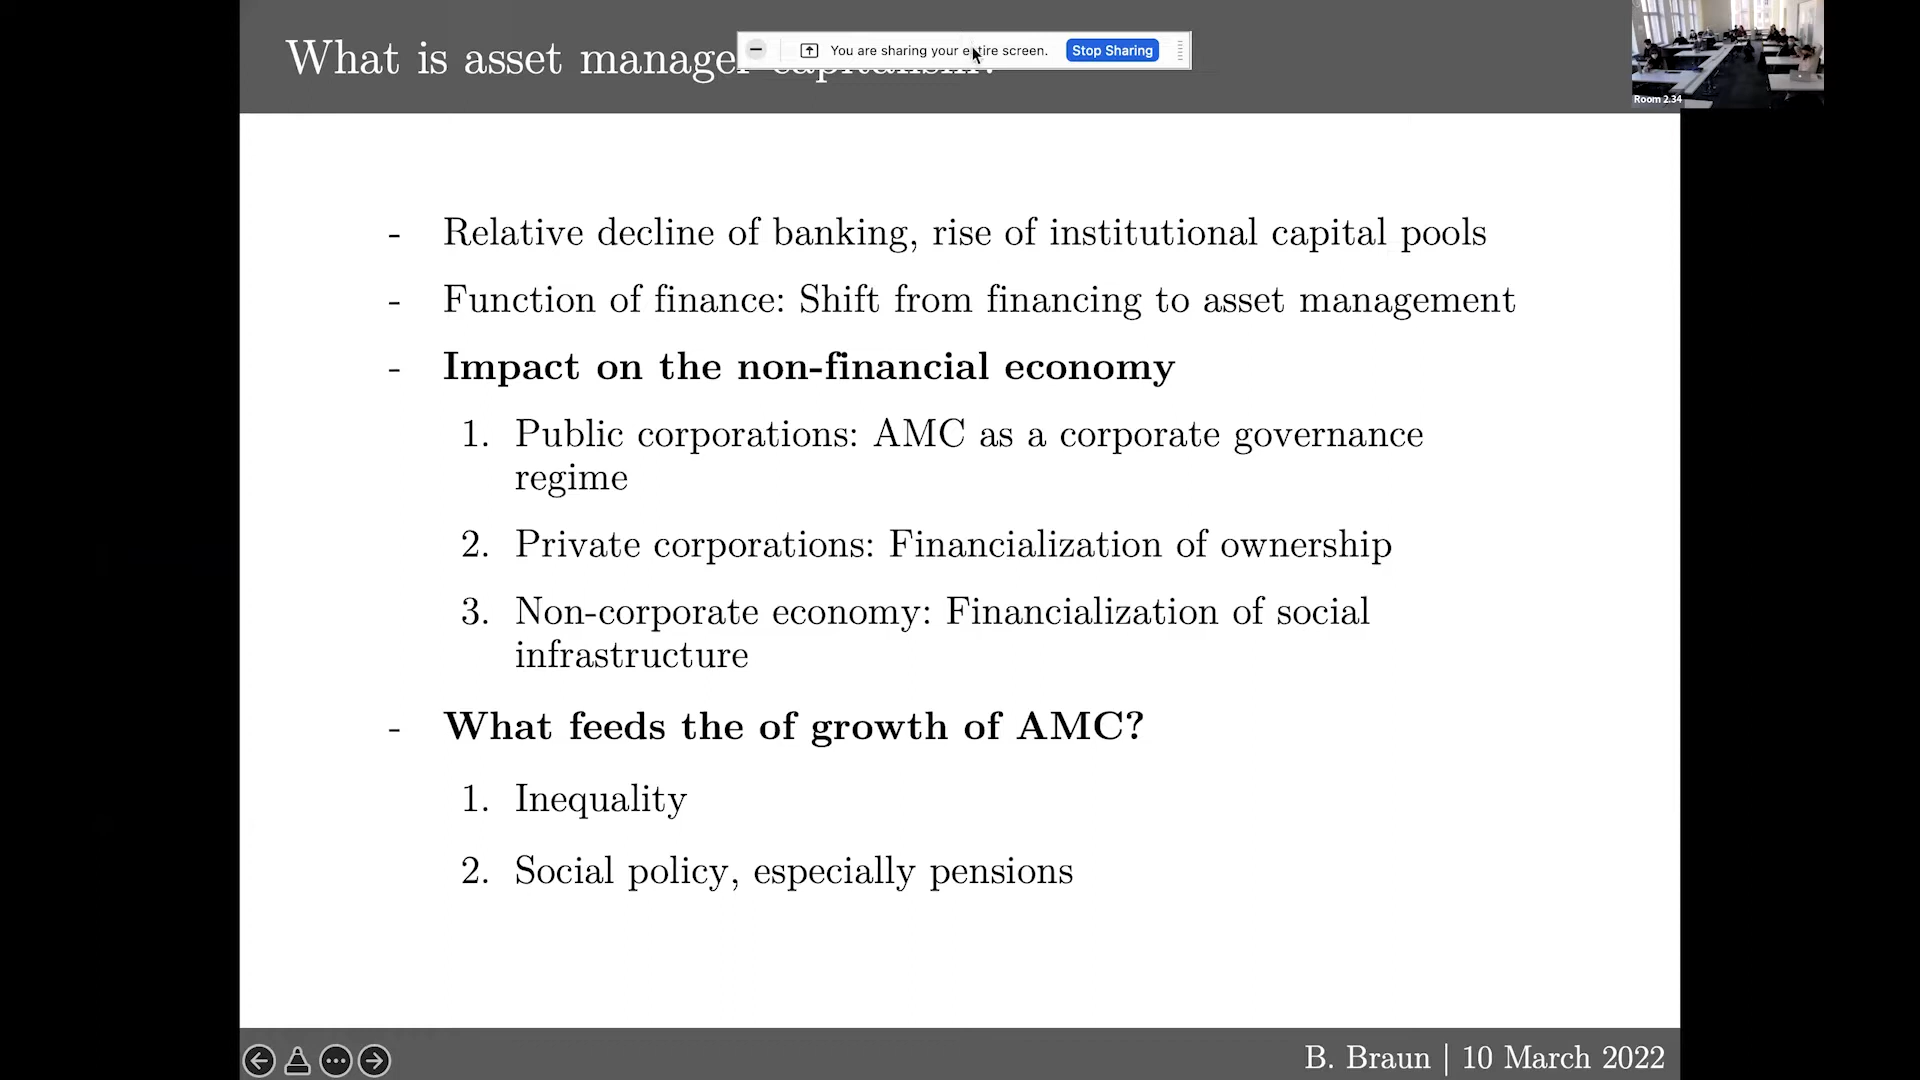 What is asset manager capitalism?
You are sharing your entire screen.
Stop Sharing
Room 2.34
- Relative decline of banking, rise of institutional capital pools
- Function of finance: Shift from financing to asset management
- Impact on the non-financial economy
1. Public corporations: AMC as a corporate governance
regime
2. Private corporations: Financialization of ownership
3. Non-corporate economy: Financialization of social
infrastructure
- What feeds the of growth of AMC?
1. Inequality
2. Social policy, especially pensions
B. Braun | 10 March 2022